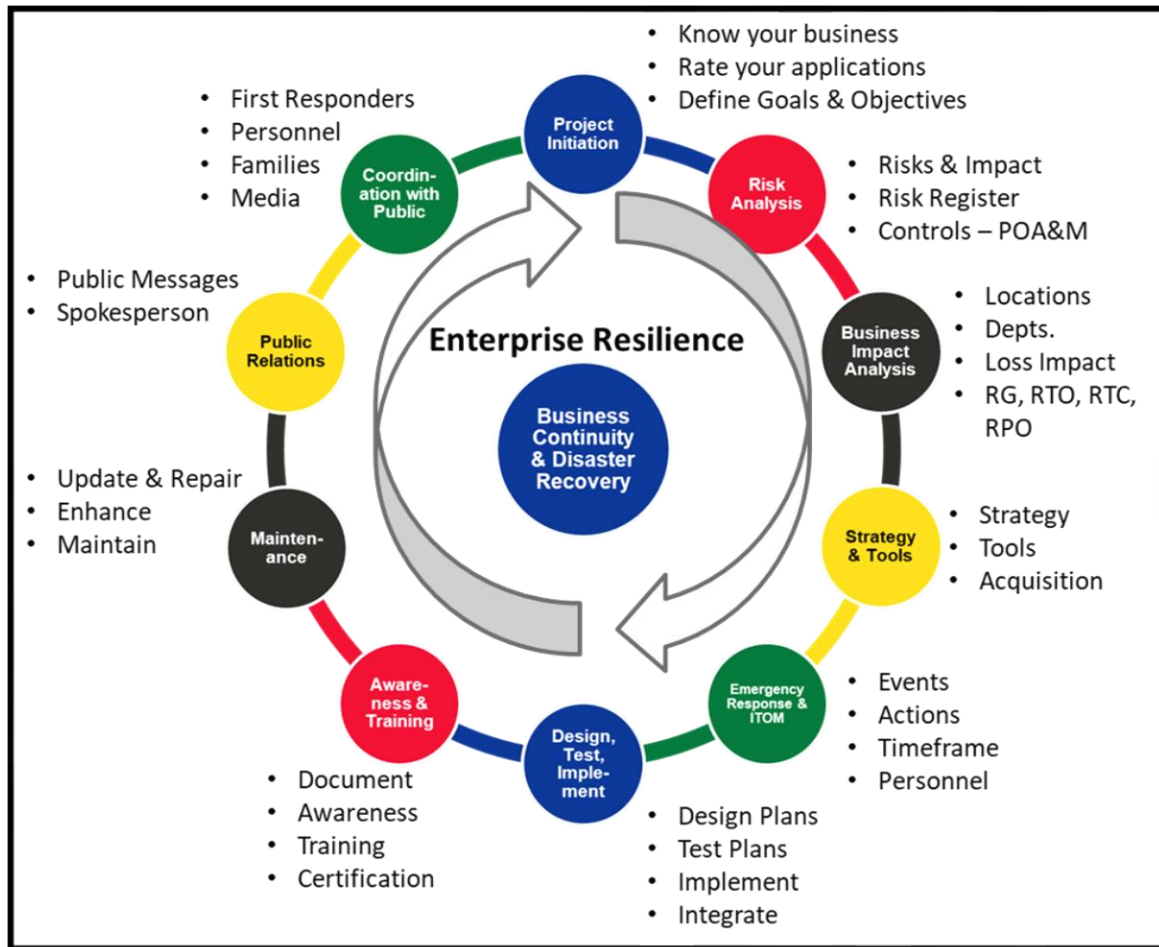 Project
Initiation
• Know your business
• Rate your applications
• Define Goals & Objectives
Risk
Analysis
• Risks & Impact
• Risk Register
• Controls – POA&M
Business
Impact
Analysis
• Locations
• Depts.
• Loss Impact
• RG, RTO, RTC,
RPO
Strategy
& Tools
• Strategy
• Tools
• Acquisition
Emergency
Response &
ITOM
• Events
• Actions
• Timeframe
• Personnel
Design,
Test,
Imple-
ment
• Design Plans
• Test Plans
• Implement
• Integrate
Aware-
ness &
Training
• Document
• Awareness
• Training
• Certification
Mainten-
ance
• Update & Repair
• Enhance
• Maintain
Public
Relations
• Public Messages
• Spokesperson
Coordin-
ation with
Public
• First Responders
• Personnel
• Families
• Media
Enterprise Resilience
Business
Continuity
& Disaster
Recovery